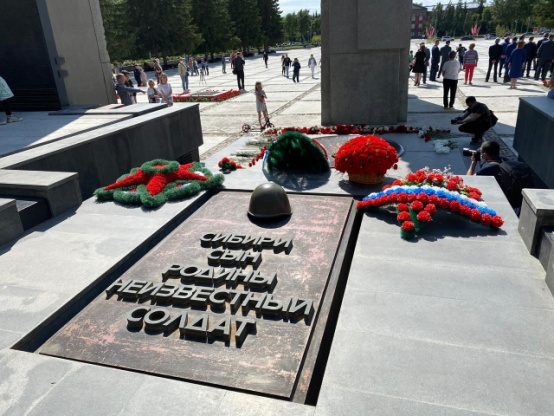 СИБИРИ
СЫН
РОДИНЫ
НЕИЗВЕСТНЫЙ
СОЛДАТ